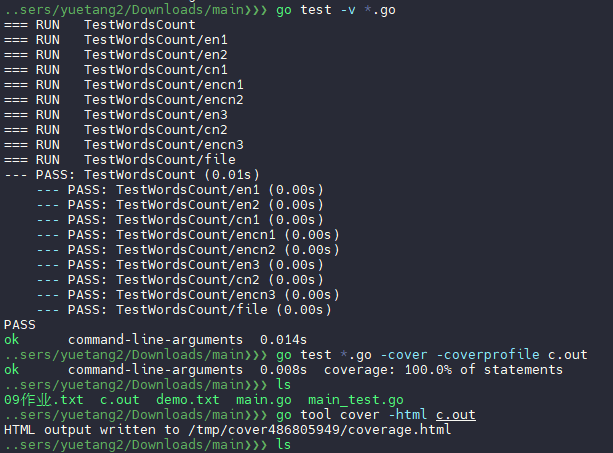 ..sers/yuetang2/Downloads/main❯❯❯ go test -v *.go
=== RUN   TestWordsCount
=== RUN   TestWordsCount/en1
=== RUN   TestWordsCount/en2
=== RUN   TestWordsCount/cn1
=== RUN   TestWordsCount/encn1
=== RUN   TestWordsCount/encn2
=== RUN   TestWordsCount/en3
=== RUN   TestWordsCount/cn2
=== RUN   TestWordsCount/encn3
=== RUN   TestWordsCount/file
--- PASS: TestWordsCount (0.01s)
    --- PASS: TestWordsCount/en1 (0.00s)
    --- PASS: TestWordsCount/en2 (0.00s)
    --- PASS: TestWordsCount/cn1 (0.00s)
    --- PASS: TestWordsCount/encn1 (0.00s)
    --- PASS: TestWordsCount/encn2 (0.00s)
    --- PASS: TestWordsCount/en3 (0.00s)
    --- PASS: TestWordsCount/cn2 (0.00s)
    --- PASS: TestWordsCount/encn3 (0.00s)
    --- PASS: TestWordsCount/file (0.00s)
PASS
ok      command-line-arguments  0.014s
..sers/yuetang2/Downloads/main❯❯❯ go test *.go -cover -coverprofile c.out
ok      command-line-arguments  0.008s  coverage: 100.0% of statements
..sers/yuetang2/Downloads/main❯❯❯ ls
09作业.txt  c.out  demo.txt  main.go  main_test.go
..sers/yuetang2/Downloads/main❯❯❯ go tool cover -html c.out
HTML output written to /tmp/cover486805949/coverage.html
..sers/yuetang2/Downloads/main❯❯❯ ls